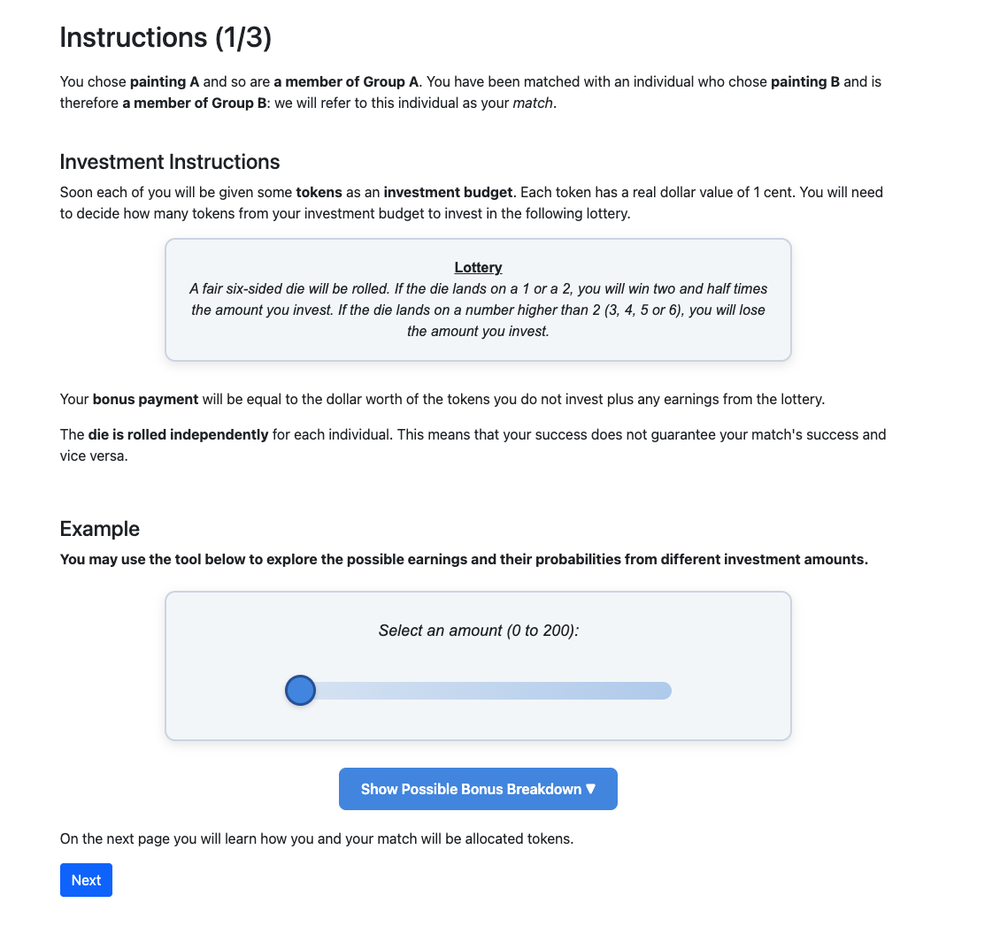 Instructions (1/3)
You chose painting A and so are a member of Group A. You have been matched with an individual who chose painting B and is
therefore a member of Group B: we will refer to this individual as your match.
Investment Instructions
Soon each of you will be given some tokens as an investment budget. Each token has a real dollar value of 1 cent. You will need
to decide how many tokens from your investment budget to invest in the following lottery.
Lottery
A fair six-sided die will be rolled. If the die lands on a 1 or a 2, you will win two and half times
the amount you invest. If the die lands on a number higher than 2 (3, 4, 5 or 6), you will lose
the amount you invest.
Your bonus payment will be equal to the dollar worth of the tokens you do not invest plus any earnings from the lottery.
The die is rolled independently for each individual. This means that your success does not guarantee your match's success and
vice versa.
Example
You may use the tool below to explore the possible earnings and their probabilities from different investment amounts.
Select an amount (0 to 200):
Show Possible Bonus Breakdown ▼
On the next page you will learn how you and your match will be allocated tokens.
Next